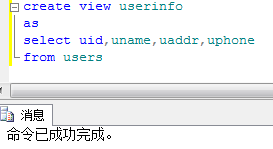 create view userinfo
as
select uid,uname,uaddr,uphone
from users
消息
命令已成功完成。